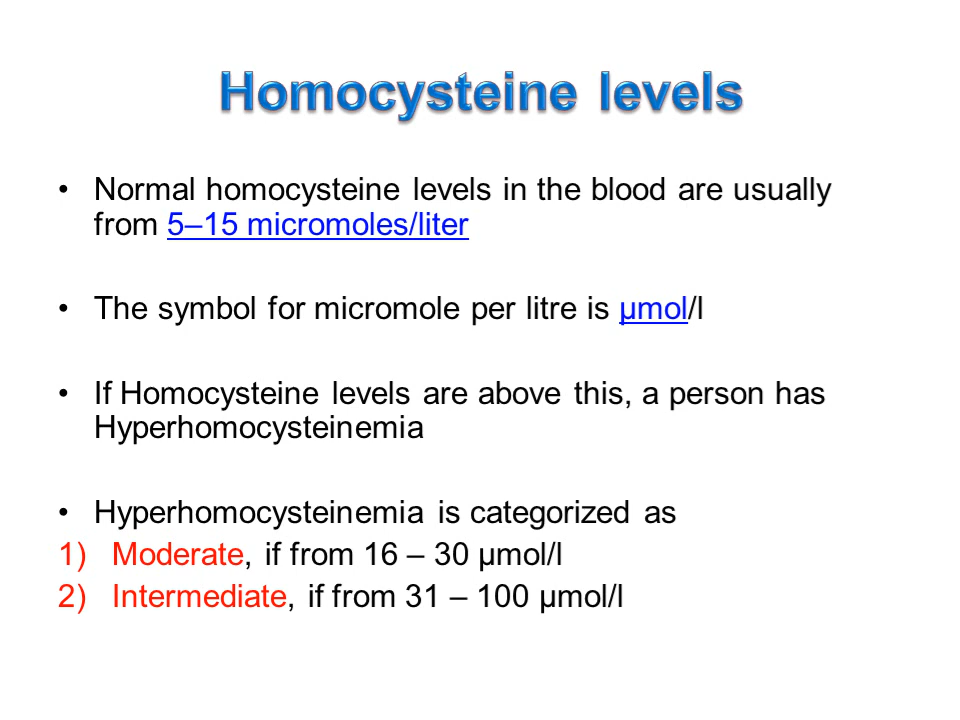 Homocysteine levels
• Normal homocysteine levels in the blood are usually
from 5–15 micromoles/liter
• The symbol for micromole per litre is µmol/l
• If Homocysteine levels are above this, a person has
Hyperhomocysteinemia
• Hyperhomocysteinemia is categorized as
1) Moderate, if from 16 – 30 µmol/l
2) Intermediate, if from 31 – 100 µmol/l